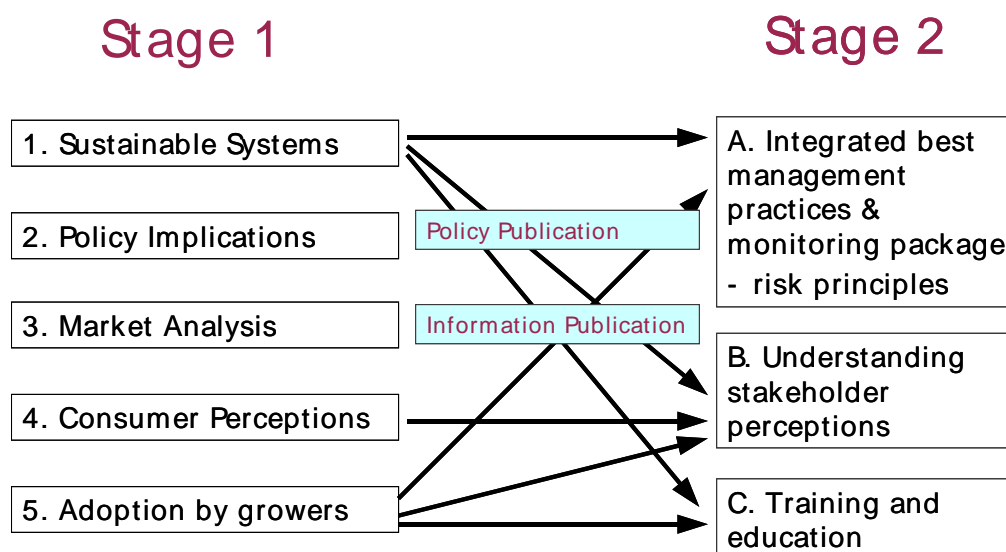 Stage 1
Stage 2
1. Sustainable Systems
2. Policy Implications
3. Market Analysis
4. Consumer Perceptions
5. Adoption by growers
Policy Publication
Information Publication
A. Integrated best
management
practices &
monitoring package
- risk principles
B. Understanding
stakeholder
perceptions
C. Training and
education